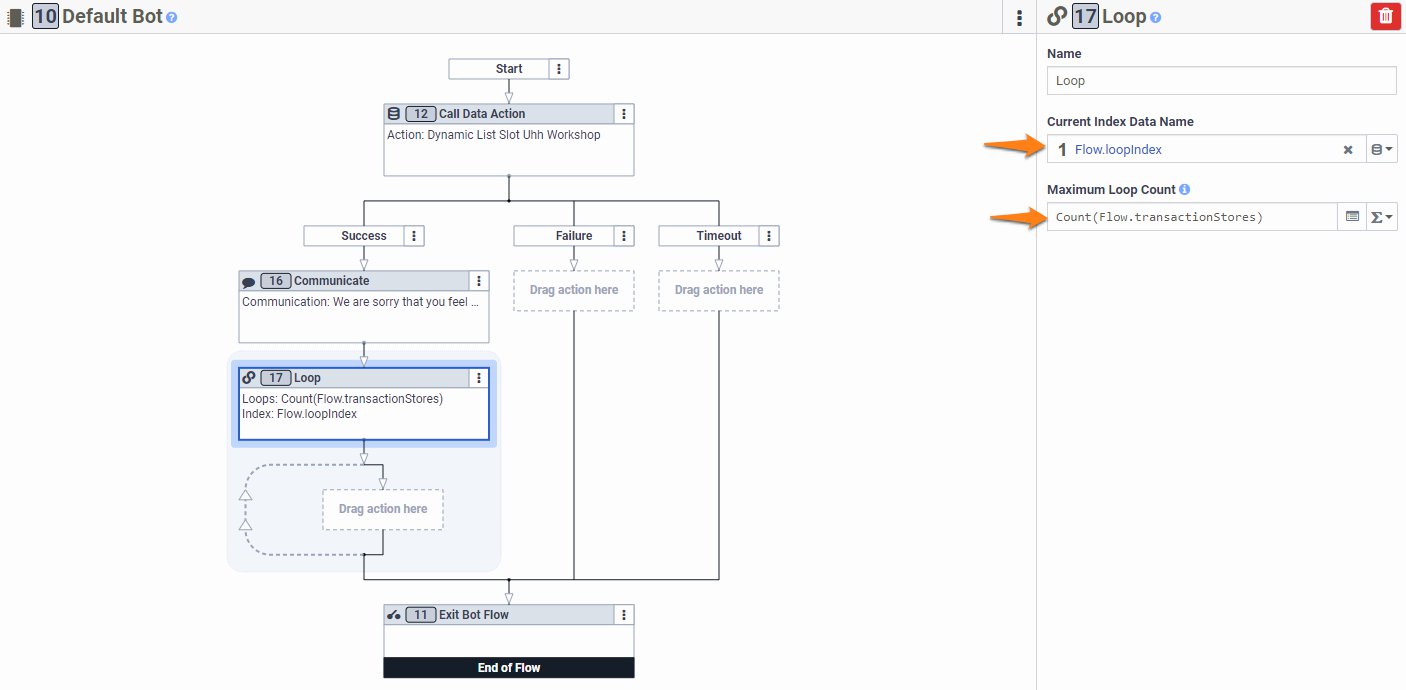 10 Default Bot
Start
12 Call Data Action
Action: Dynamic List Slot Uhh Workshop
Success
Failure
Timeout
16 Communicate
Communication: We are sorry that you feel ...
Drag action here
Drag action here
17 Loop
Loops: Count(Flow.transactionStores)
Index: Flow.loopIndex
Drag action here
11 Exit Bot Flow
End of Flow
17 Loop
Name
Loop
Current Index Data Name
1 Flow.loopIndex
Maximum Loop Count
Count(Flow.transactionStores)